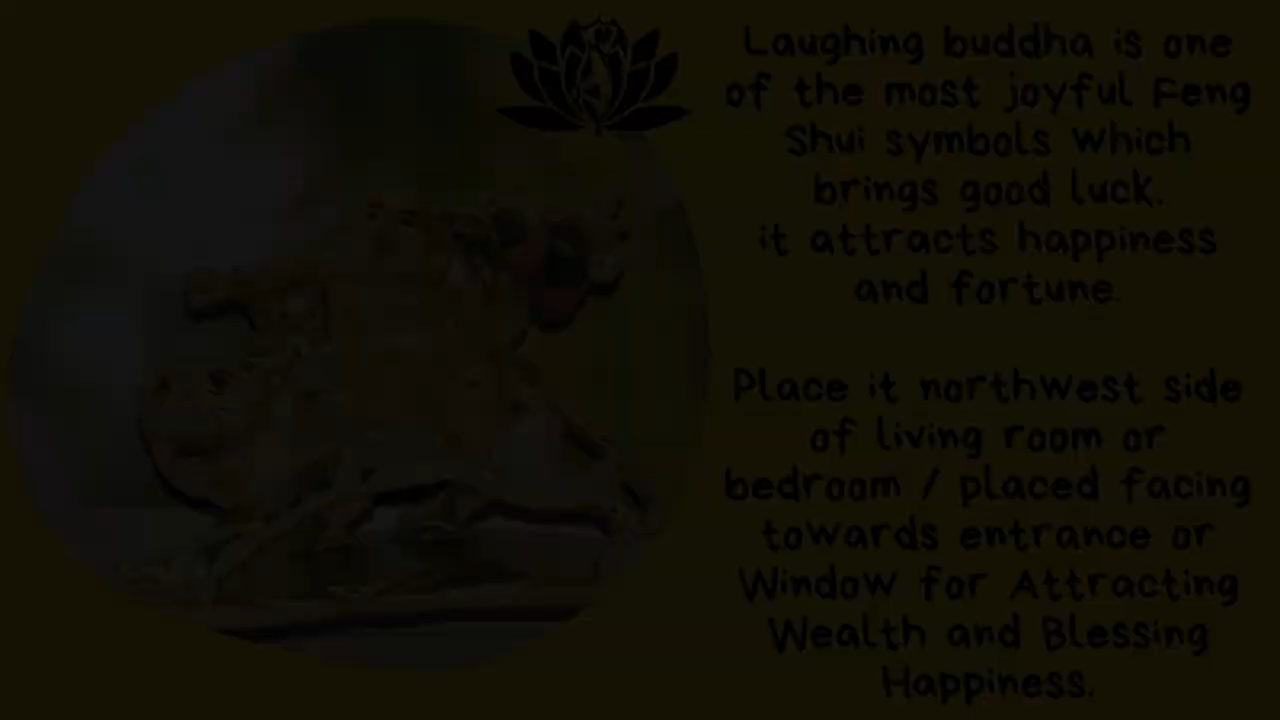 Laughing buddha is one
of the most joyful Feng
Shui symbols which
brings good luck.
it attracts happiness
and fortune.
Place it northwest side
of living room or
bedroom / placed facing
towards entrance or
Window for Attracting
Wealth and Blessing
Happiness.